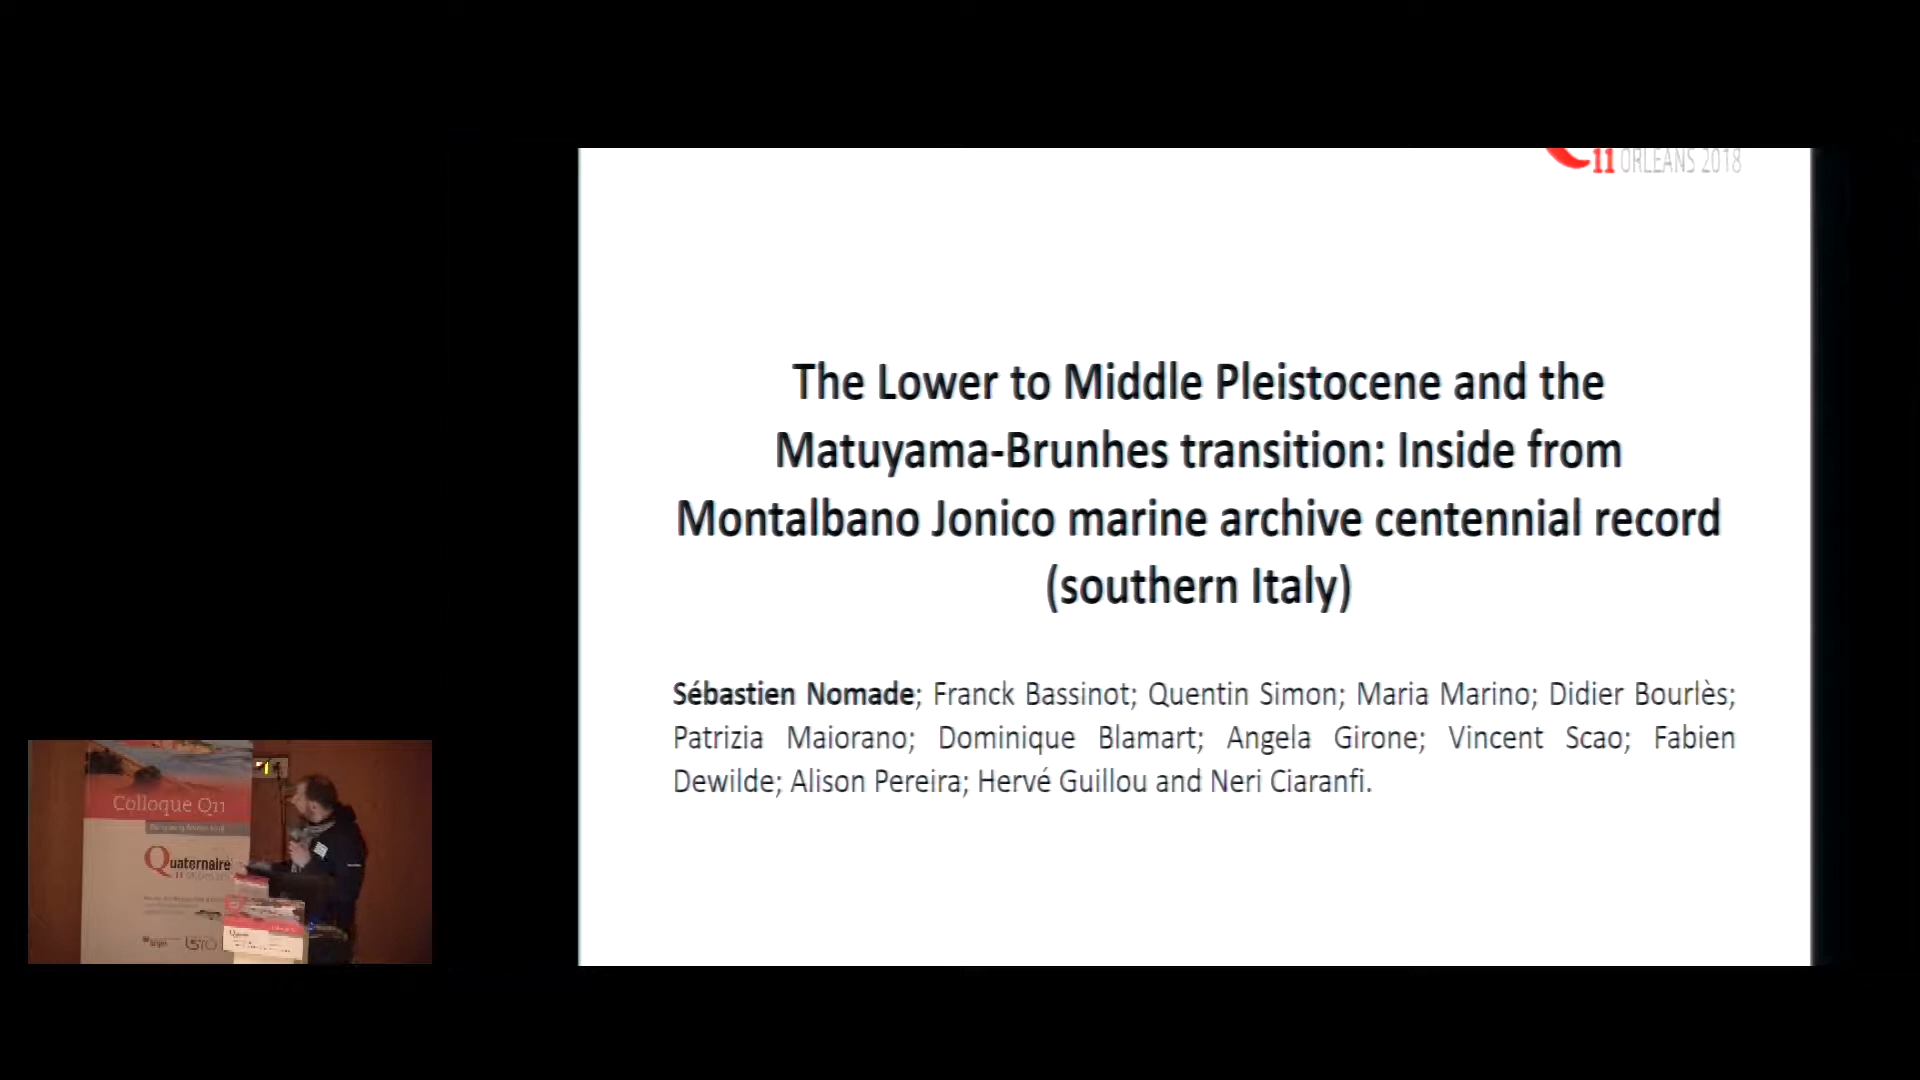 11 ORLEANS 2018
The Lower to Middle Pleistocene and the
Matuyama-Brunhes transition: Inside from
Montalbano Jonico marine archive centennial record
(southern Italy)
Sébastien Nomade; Franck Bassinot; Quentin Simon; Maria Marino; Didier Bourlès;
Patrizia Maiorano; Dominique Blamart; Angela Girone; Vincent Scao; Fabien
Dewilde; Alison Pereira; Hervé Guillou and Neri Ciaranfi.
Colloque Q11
Quaternaire